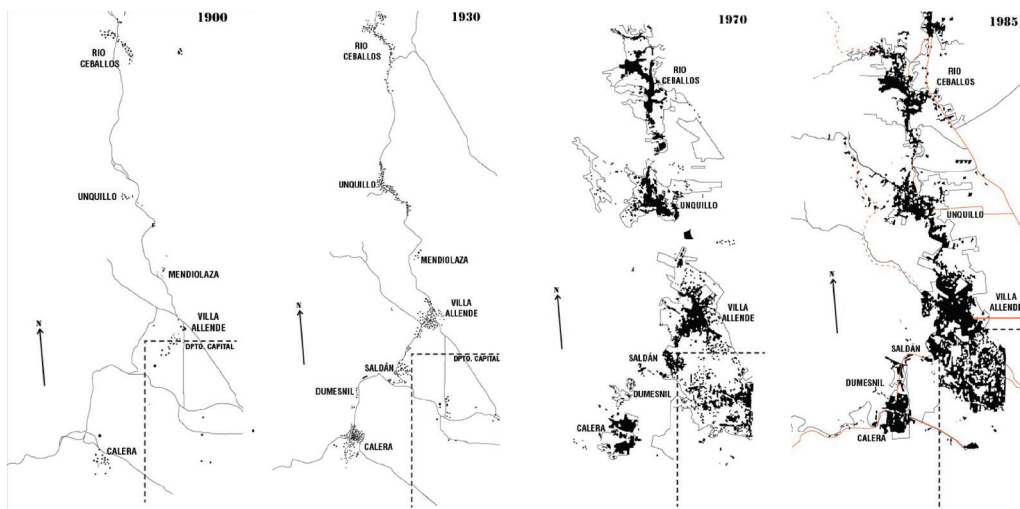 1900
RIO
CEBALLOS
UNQUILLO
MENDIOLAZA
VILLA
ALLENDE
N
DPTO. CAPITAL
CALERA
1930
RIO
CEBALLOS
UNQUILLO
MENDIOLAZA
VILLA
ALLENDE
N
DPTO. CAPITAL
SALDÁN
DUMESNIL
CALERA
1970
RIO
CEBALLOS
UNQUILLO
N
VILLA
ALLENDE
SALDÁN
DUMESNIL
CALERA
1985
RIO
CEBALLOS
UNQUILLO
N
VILLA
ALLENDE
SALDÁN
DUMESNIL
CALERA